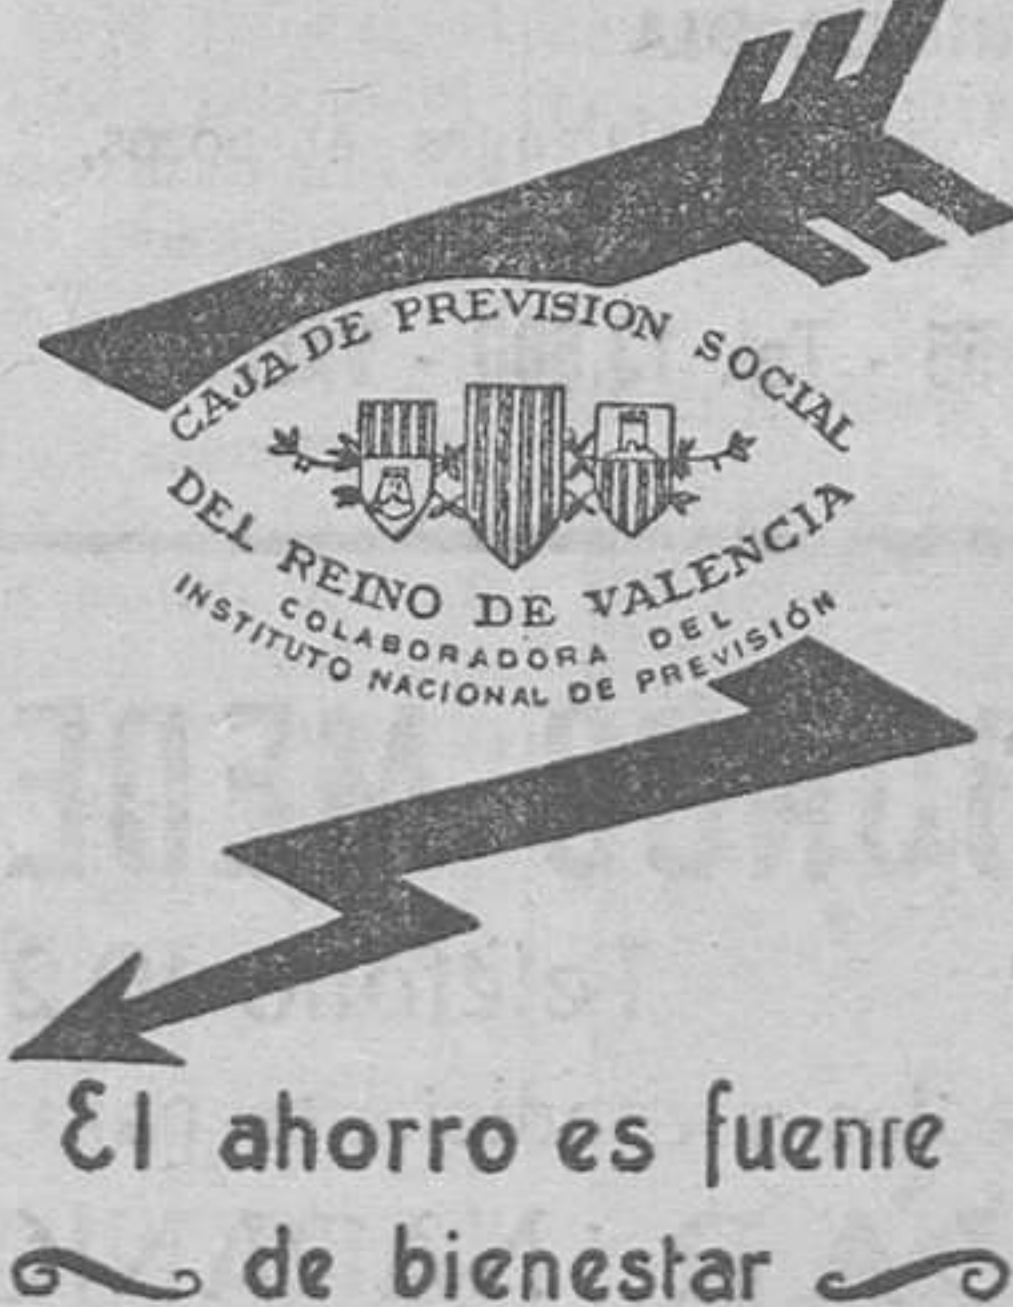 CAJA DE PREVISION SOCIAL
DEL REINO DE VALENCIA
COLABORADORA DEL
INSTITUTO NACIONAL DE PREVISIÓN
El ahorro es fuente
de bienestar